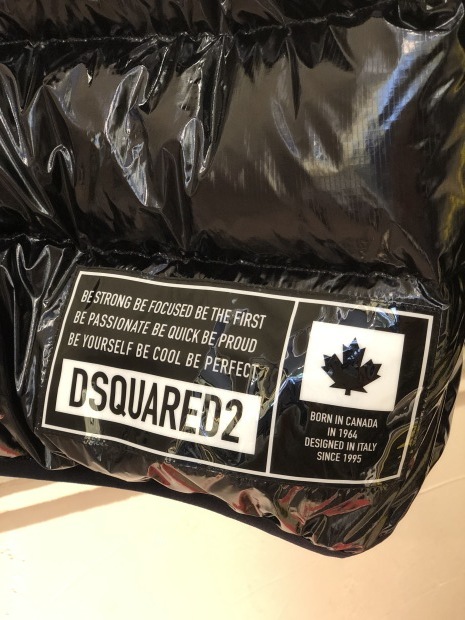 BE STRONG BE FOCUSED BE THE FIRST
BE PASSIONATE BE QUICK BE PROUD
BE YOURSELF BE COOL BE PERFECT
DSQUARED2
BORN IN CANADA
IN 1964
DESIGNED IN ITALY
SINCE 1995